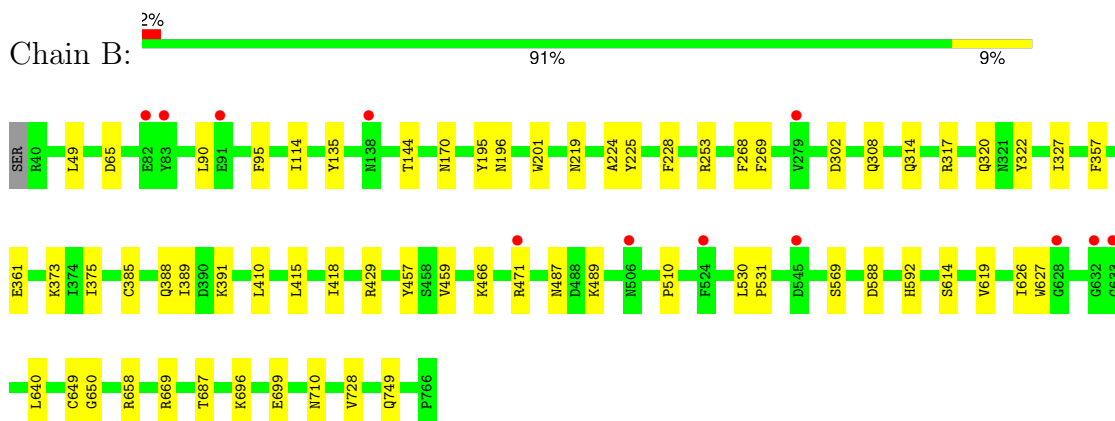 2%
Chain B:
91% 9%
SER R40 L49 D65 E82 Y83 L90 E91 F95 I114 Y135 N138 T144 N170 Y195 N196 W201 N219 A224 Y225 F228 R253 F268 F269 V279 D302 Q308 Q314 R317 Q320 N321 Y322 I327 F357
E361 K373 I374 I375 C385 Q388 I389 D390 K391 L410 L415 I418 R429 Y457 S458 V459 K466 R471 N487 D488 K489 N506 P510 F524 L530 P531 D545 S569 D588 H592 S614 V619 I626 W627 G628 G632 G633
L640 C649 G650 R658 R669 T687 K696 E699 N710 V728 Q749 P766